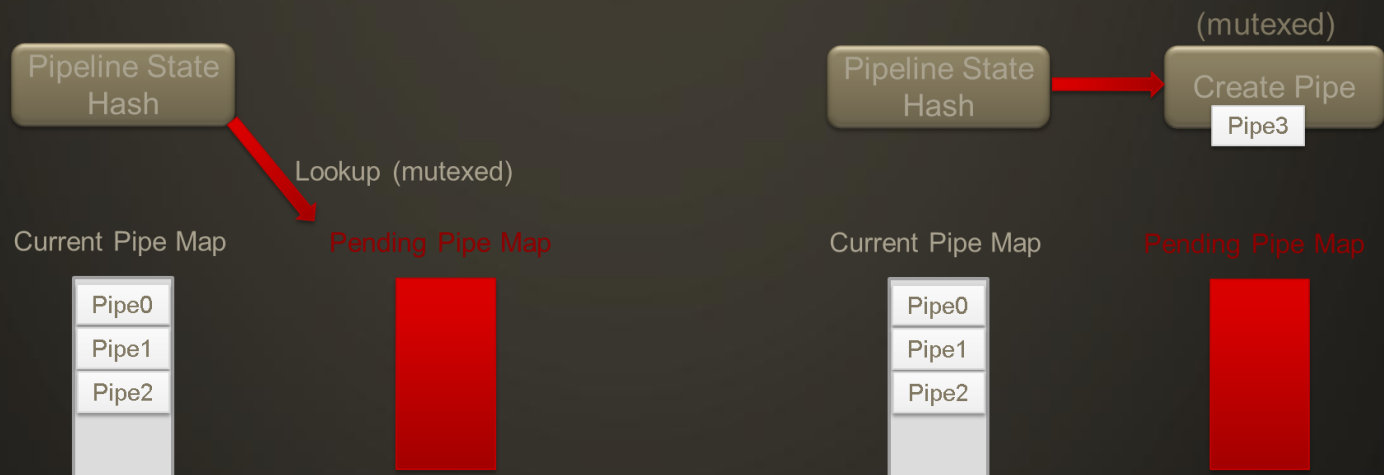 Pipeline State
Hash
Lookup (mutexed)
Current Pipe Map
Pending Pipe Map
Pipe0
Pipe1
Pipe2
(mutexed)
Pipeline State
Hash
Create Pipe
Pipe3
Current Pipe Map
Pending Pipe Map
Pipe0
Pipe1
Pipe2